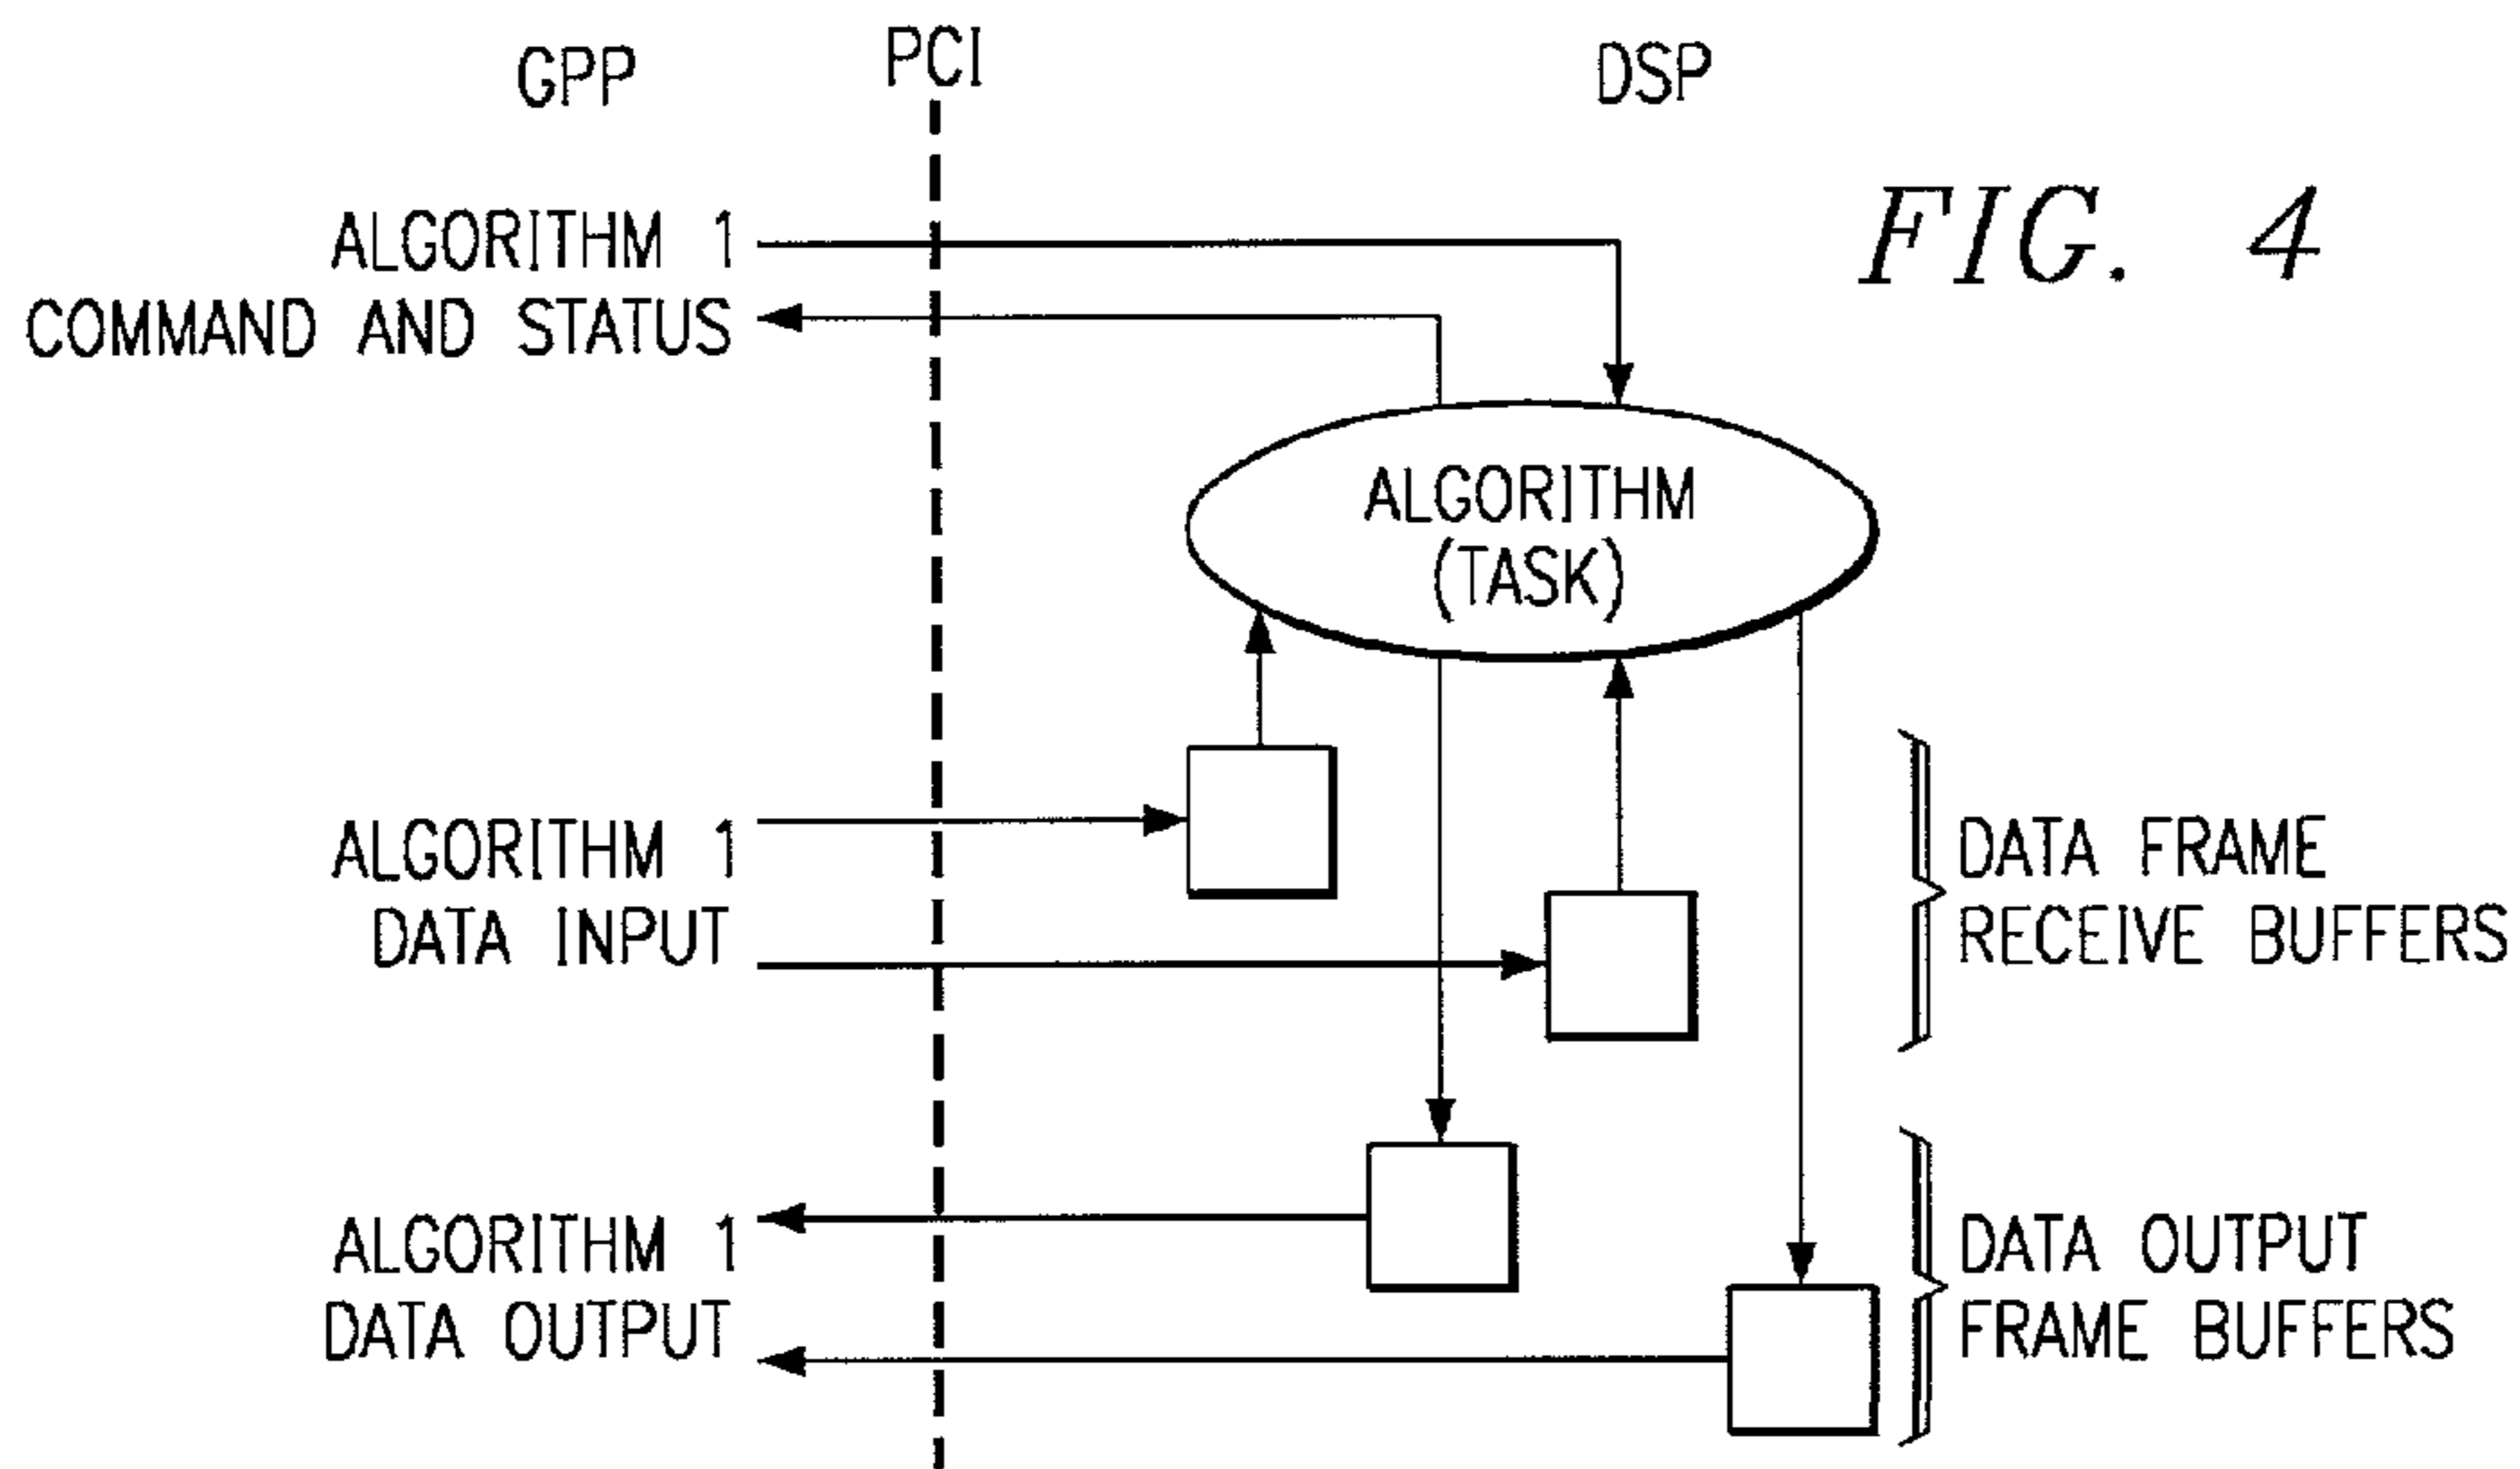 GPP PCI DSP
FIG. 4
ALGORITHM 1
COMMAND AND STATUS
ALGORITHM
(TASK)
ALGORITHM 1
DATA INPUT
DATA FRAME
RECEIVE BUFFERS
ALGORITHM 1
DATA OUTPUT
DATA OUTPUT
FRAME BUFFERS